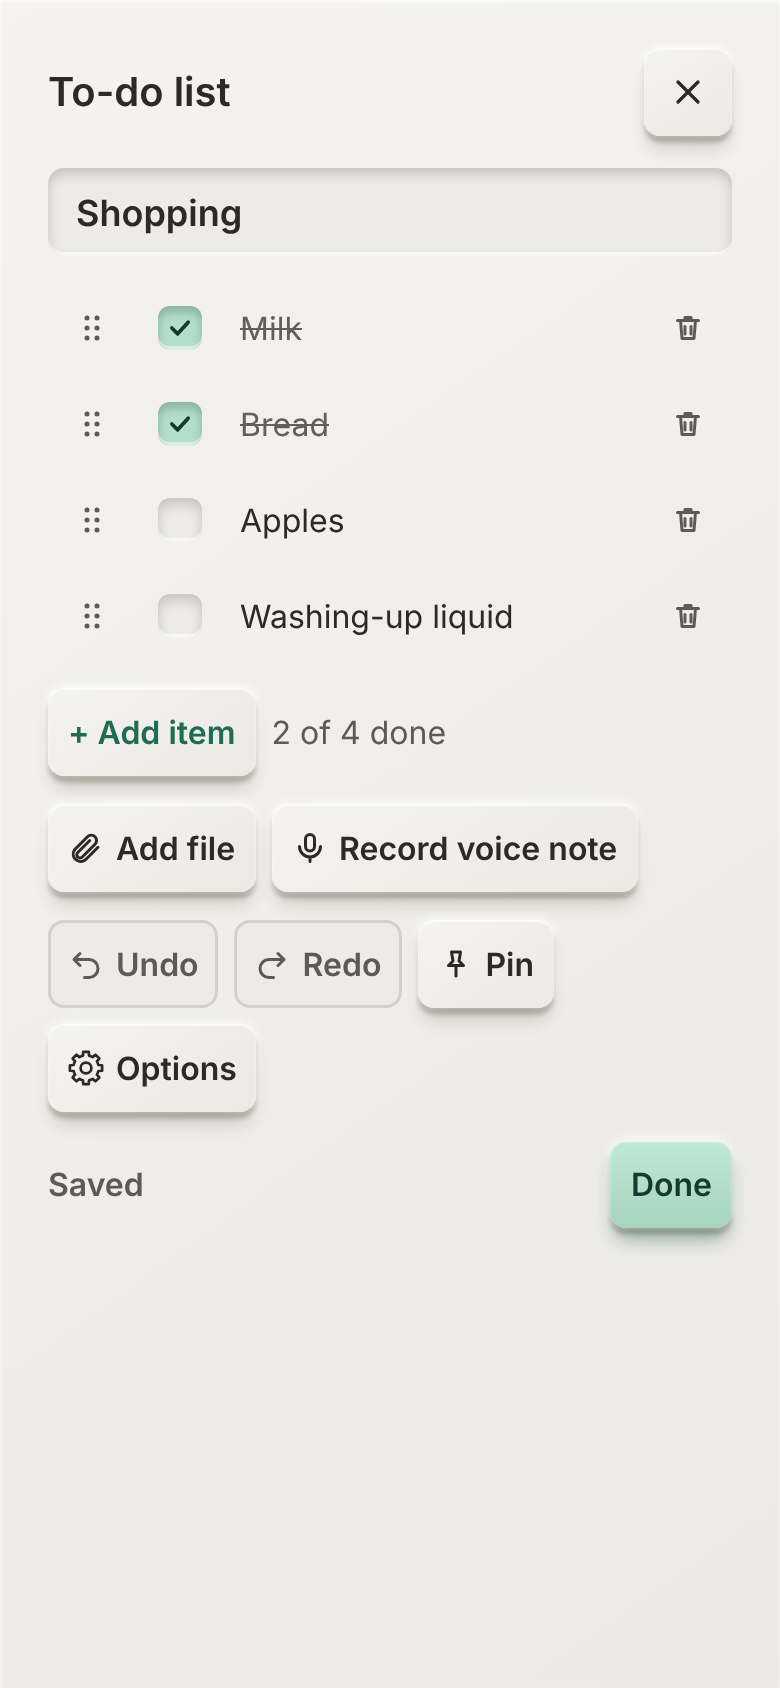 To-do list
Shopping
Milk
Bread
Apples
Washing-up liquid
+ Add item 2 of 4 done
Add file Record voice note
Undo Redo Pin
Options
Saved Done